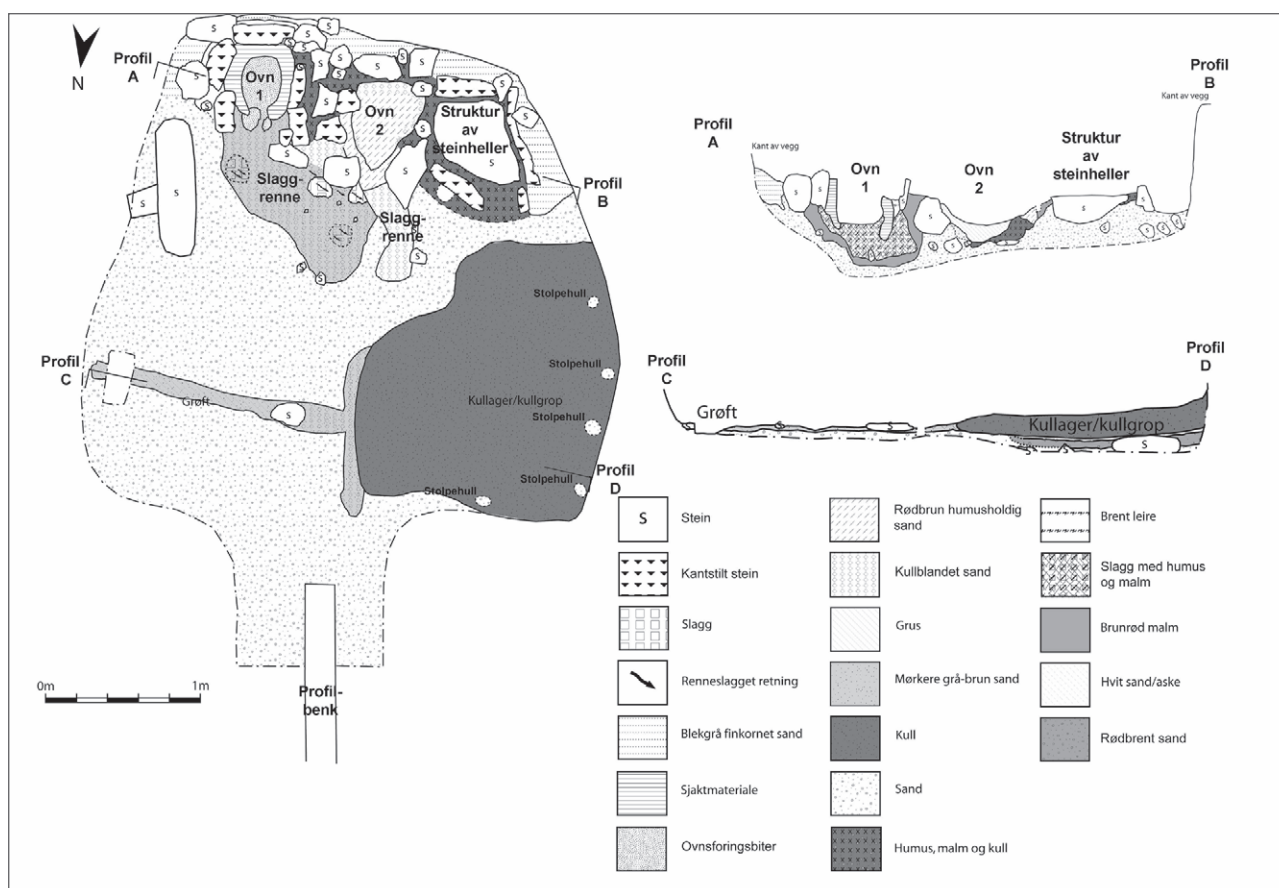 N
Profil
A
Ovn
1
Ovn
2
Struktur
av
steinheller
Slagg-
renne
Slagg-
renne
Profil
B
Stolpehull
Stolpehull
Stolpehull
Stolpehull
Stolpehull
Kullager/kullgrop
Profil
C
Grøft
Profil
D
Profil-
benk
0m
1m
Profil
A
Kant av vegg
Ovn
1
Ovn
2
Struktur
av
steinheller
Kant av vegg
Profil
B
Profil
C
Grøft
Kullager/kullgrop
Profil
D
S
Stein
Kantstilt stein
Slagg
Renneslagget retning
Blekgrå finkornet sand
Sjaktmateriale
Ovnsforingsbiter
Rødbrun humusholdig
sand
Kullblandet sand
Grus
Mørkere grå-brun sand
Kull
Sand
Humus, malm og kull
Brent leire
Slagg med humus
og malm
Brunrød malm
Hvit sand/aske
Rødbrent sand